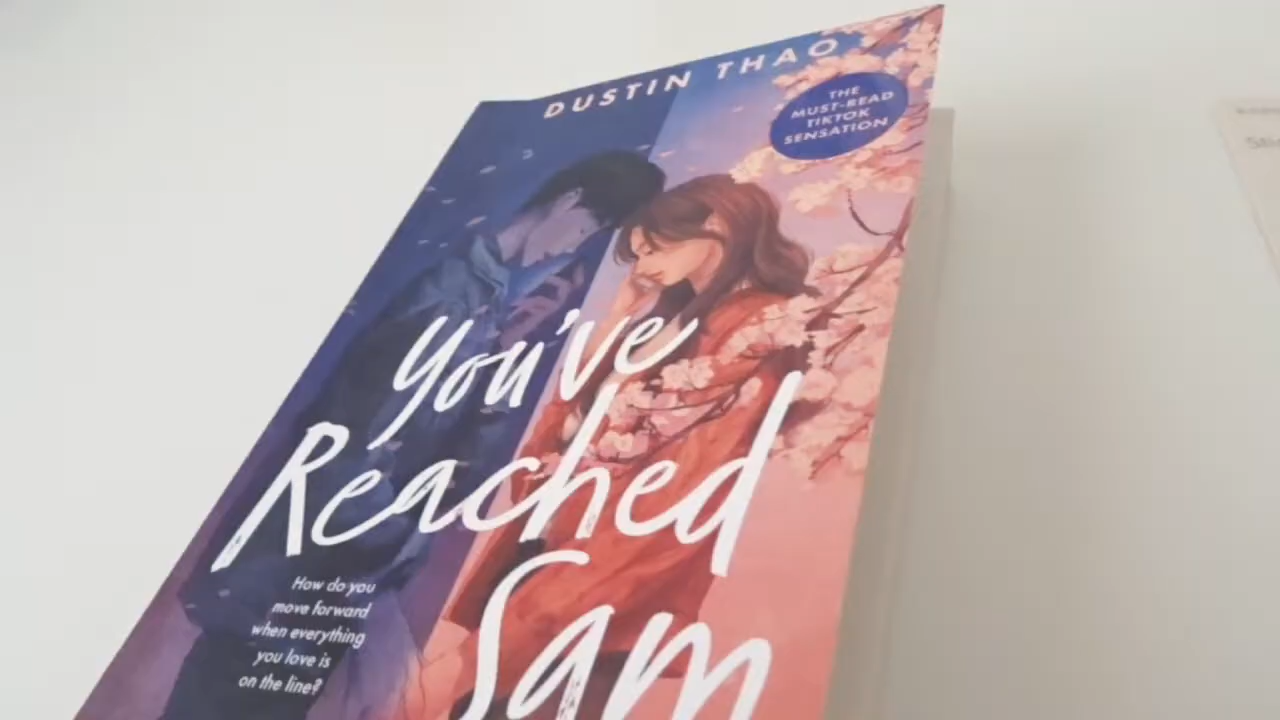 DUSTIN THAO
THE
MUST-READ
TIKTOK
SENSATION
You've
Reached
Sam
How do you
move forward
when everything
you love is
on the line?